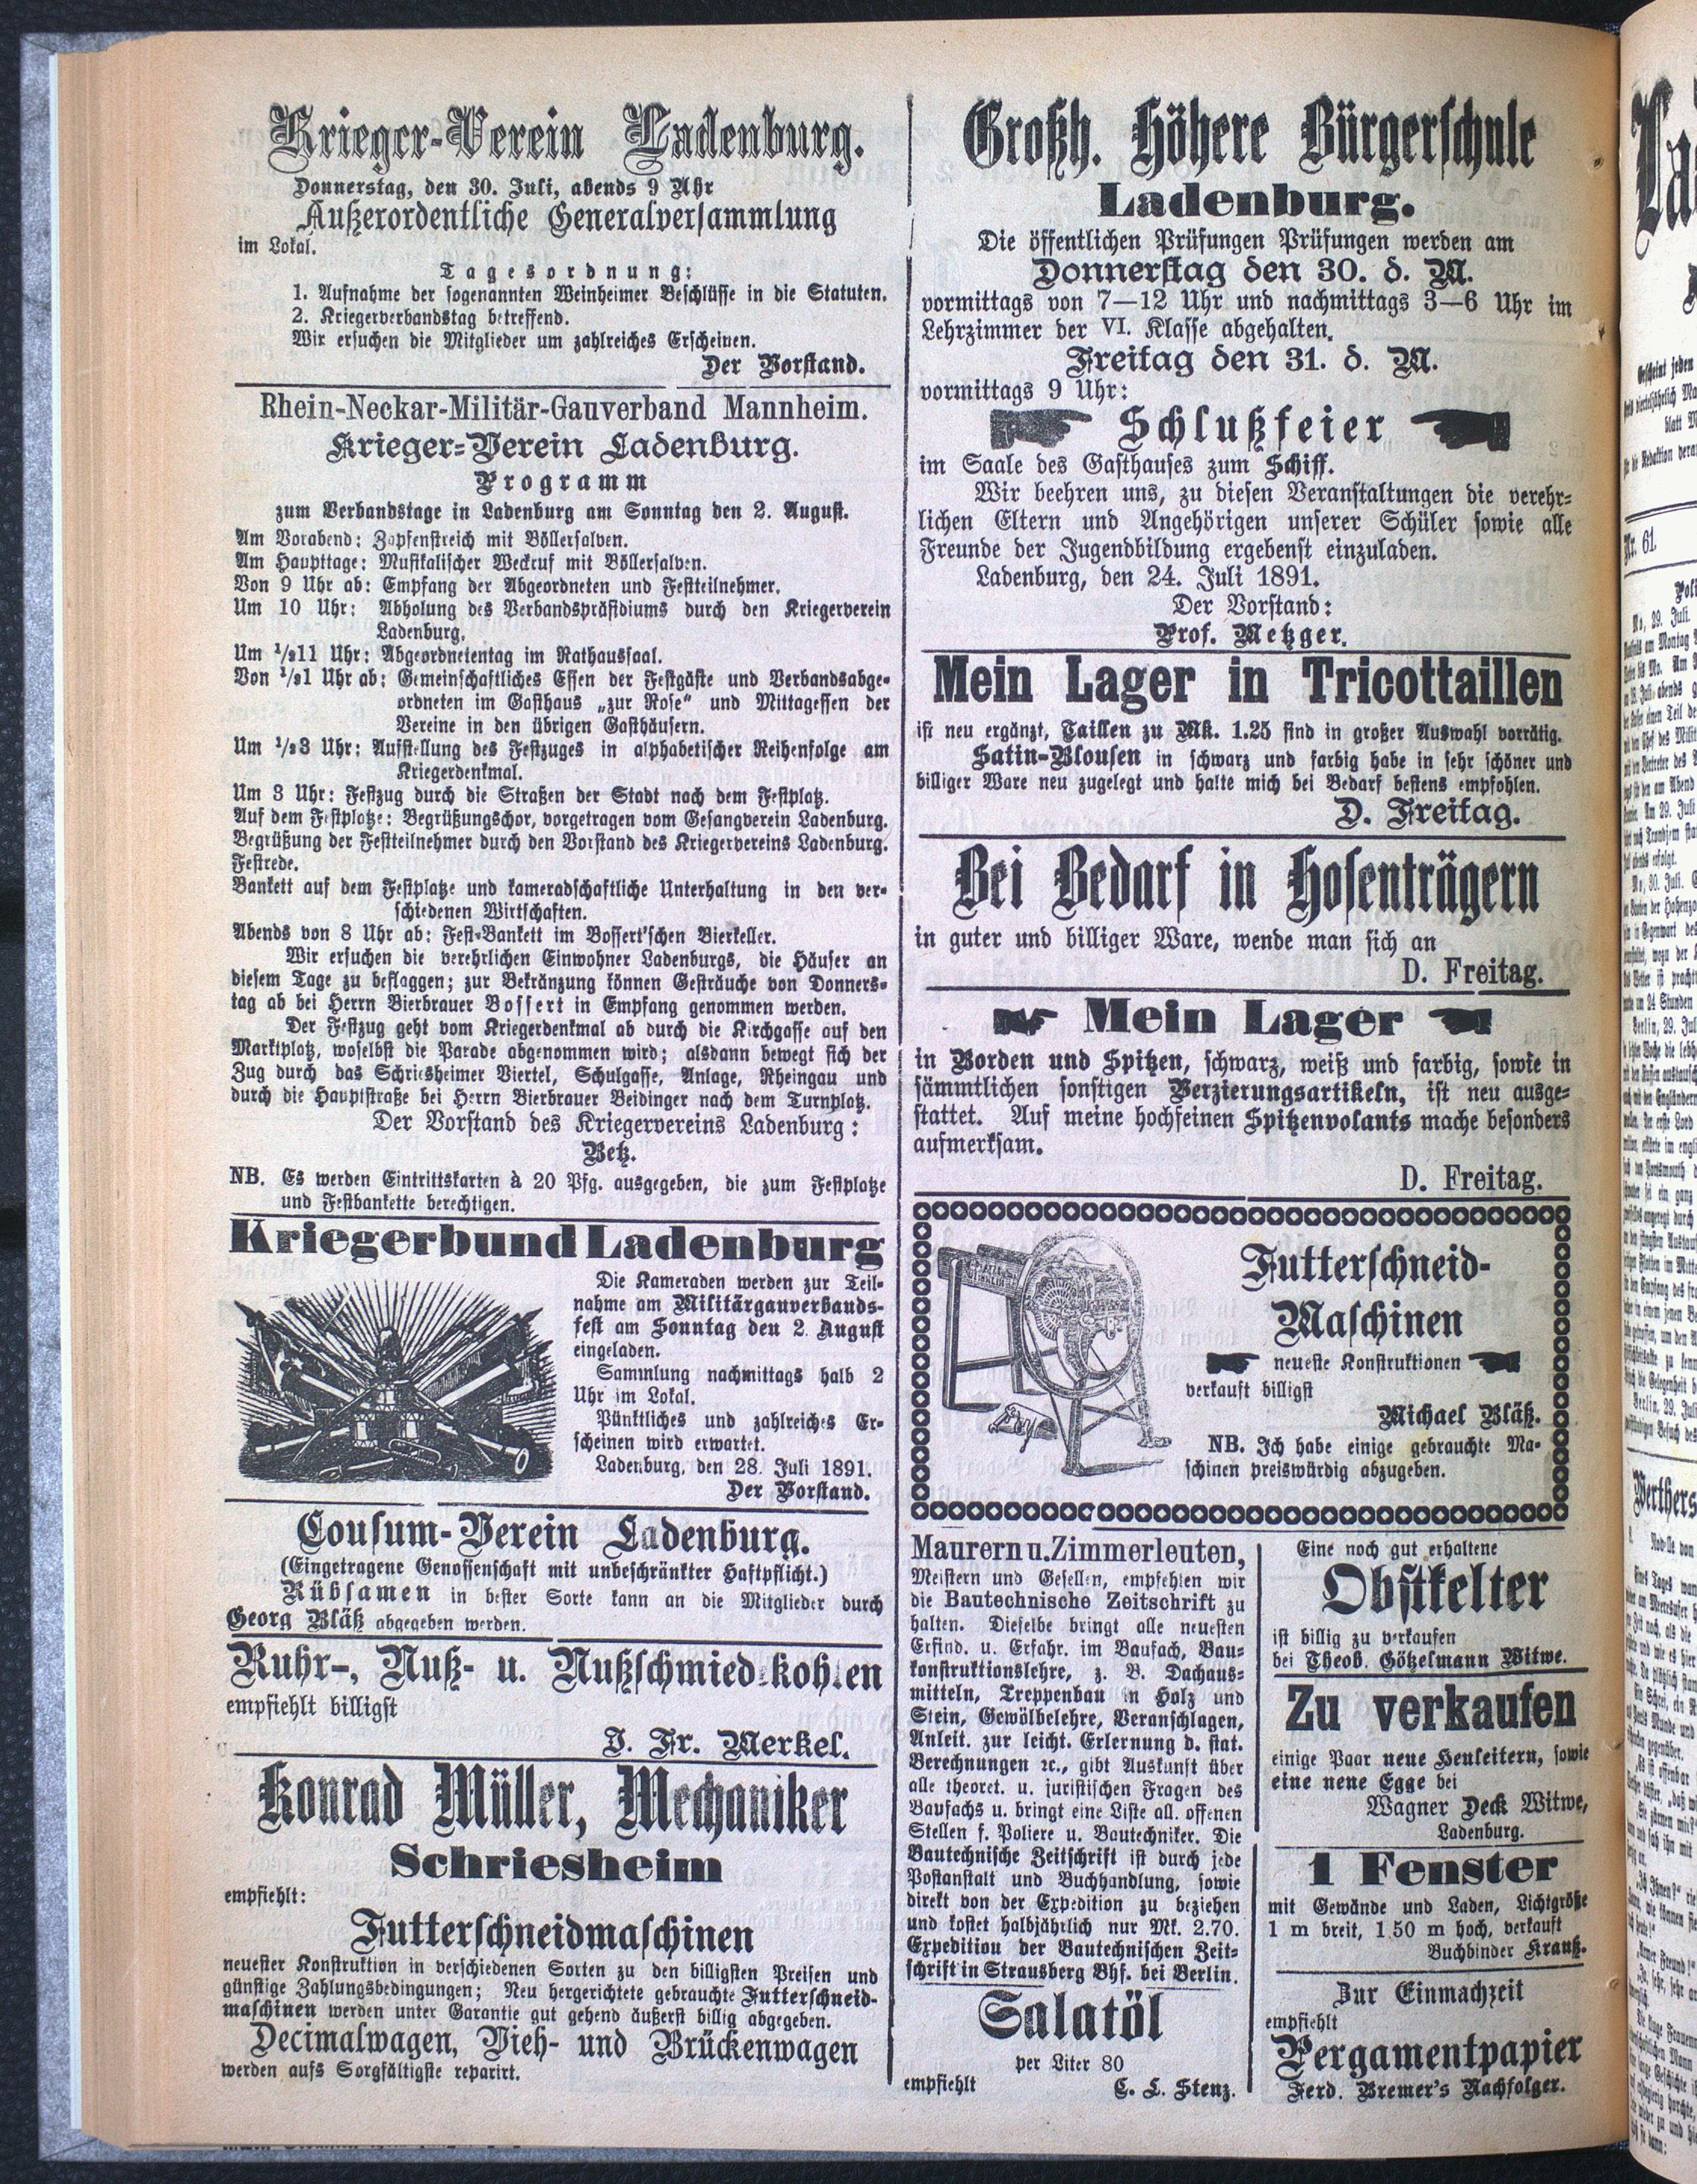 Krieger-Verein Ladenburg.
Donnerstag, den 30. Juli, abends 9 Uhr
Außerordentliche Generalversammlung
im Lokal.
Tagesordnung:
1. Aufnahme der sogenannten Weinheimer Beschlüsse in die Statuten.
2. Kriegerverbandstag betreffend.
Wir ersuchen die Mitglieder um zahlreiches Erscheinen.
Der Vorstand.
Rhein-Neckar-Militär-Gauverband Mannheim.
Krieger-Verein Ladenburg.
Programm
zum Verbandstage in Ladenburg am Sonntag den 2. August.
Am Vorabend: Zapfenstreich mit Böllersalven.
Am Haupttage: Musikalischer Weckruf mit Böllersalven.
Von 9 Uhr ab: Empfang der Abgeordneten und Festteilnehmer.
Um 10 Uhr: Abholung des Verbandspräsidiums durch den Kriegerverein
Ladenburg.
Um 1/211 Uhr: Abgeordnetentag im Rathaussaal.
Von 1/21 Uhr ab: Gemeinschaftliches Essen der Festgäste und Verbandsabge-
ordneten im Gasthaus „zur Rose“ und Mittagessen der
Vereine in den übrigen Gasthäusern.
Um 1/23 Uhr: Aufstellung des Festzuges in alphabetischer Reihenfolge am
Kriegerdenkmal.
Um 3 Uhr: Festzug durch die Straßen der Stadt nach dem Festplatz.
Auf dem Festplatze: Begrüßungschor, vorgetragen vom Gesangverein Ladenburg.
Begrüßung der Festteilnehmer durch den Vorstand des Kriegervereins Ladenburg.
Festrede.
Bankett auf dem Festplatze und kameradschaftliche Unterhaltung in den ver-
schiedenen Wirtschaften.
Abends von 8 Uhr ab: Fest-Bankett im Bossert'schen Bierkeller.
Wir ersuchen die verehrlichen Einwohner Ladenburgs, die Häuser an
diesem Tage zu beflaggen; zur Bekränzung können Gesträuche von Donners-
tag ab bei Herrn Bierbrauer Bossert in Empfang genommen werden.
Der Festzug geht vom Kriegerdenkmal ab durch die Kirchgasse auf den
Marktplatz, woselbst die Parade abgenommen wird; alsdann bewegt sich der
Zug durch das Schriesheimer Viertel, Schulgasse, Anlage, Rheingau und
durch die Hauptstraße bei Herrn Bierbrauer Beidinger nach dem Turnplatz.
Der Vorstand des Kriegervereins Ladenburg:
Betz.
NB. Es werden Eintrittskarten à 20 Pfg. ausgegeben, die zum Festplatze
und Festbankette berechtigen.
Kriegerbund Ladenburg
Die Kameraden werden zur Teil-
nahme am Militärgauverbands-
fest am Sonntag den 2. August
eingeladen.
Sammlung nachmittags halb 2
Uhr im Lokal.
Pünktliches und zahlreiches Er-
scheinen wird erwartet.
Ladenburg, den 28. Juli 1891.
Der Vorstand.
Cousum-Verein Ladenburg.
(Eingetragene Genossenschaft mit unbeschränkter Haftpflicht.)
Rübsamen in bester Sorte kann an die Mitglieder durch
Georg Bläß abgegeben werden.
Ruhr-, Nuß- u. Nußschmiedekohlen
empfiehlt billigst
J. Fr. Merkel.
Konrad Müller, Mechaniker
Schriesheim
empfiehlt:
Futterschneidmaschinen
neuester Konstruktion in verschiedenen Sorten zu den billigsten Preisen und
günstige Zahlungsbedingungen; Neu hergerichtete gebrauchte Futterschneid-
maschinen werden unter Garantie gut gehend äußerst billig abgegeben.
Decimalwagen, Vieh- und Brückenwagen
werden aufs Sorgfältigste reparirt.
Großh. Höhere Bürgerschule
Ladenburg.
Die öffentlichen Prüfungen Prüfungen werden am
Donnerstag den 30. d. M.
vormittags von 7—12 Uhr und nachmittags 3—6 Uhr im
Lehrzimmer der VI. Klasse abgehalten.
Freitag den 31. d. M.
vormittags 9 Uhr:
Schlußfeier
im Saale des Gasthauses zum Schiff.
Wir beehren uns, zu diesen Veranstaltungen die verehr-
lichen Eltern und Angehörigen unserer Schüler sowie alle
Freunde der Jugendbildung ergebenst einzuladen.
Ladenburg, den 24. Juli 1891.
Der Vorstand:
Prof. Metzger.
Mein Lager in Tricottaillen
ist neu ergänzt, Taillen zu Mk. 1.25 sind in großer Auswahl vorrätig.
Satin-Blousen in schwarz und farbig habe in sehr schöner und
billiger Ware neu zugelegt und halte mich bei Bedarf bestens empfohlen.
D. Freitag.
Bei Bedarf in Hosenträgern
in guter und billiger Ware, wende man sich an
D. Freitag.
Mein Lager
in Borden und Spitzen, schwarz, weiß und farbig, sowie in
sämmtlichen sonstigen Verzierungsartikeln, ist neu ausge-
stattet. Auf meine hochfeinen Spitzenvolants mache besonders
aufmerksam.
D. Freitag.
Futterschneid-
Maschinen
neueste Konstruktionen
verkauft billigst
Michael Bläß.
NB. Ich habe einige gebrauchte Ma-
schinen preiswürdig abzugeben.
Maurern u. Zimmerleuten,
Meistern und Gesellen, empfehlen wir
die Bautechnische Zeitschrift zu
halten. Dieselbe bringt alle neuesten
Erfind. u. Erfahr. im Baufach, Bau-
konstruktionslehre, z. B. Dachaus-
mitteln, Treppenbau in Holz und
Stein, Gewölbelehre, Veranschlagen,
Anleit. zur leicht. Erlernung d. stat.
Berechnungen ꝛc., gibt Auskunft über
alle theoret. u. juristischen Fragen des
Baufachs u. bringt eine Liste all. offenen
Stellen f. Poliere u. Bautechniker. Die
Bautechnische Zeitschrift ist durch jede
Postanstalt und Buchhandlung, sowie
direkt von der Expedition zu beziehen
und kostet halbjährlich nur Mk. 2.70.
Expedition der Bautechnischen Zeit-
schrift in Strausberg Bhf. bei Berlin.
Salatöl
per Liter 80
empfiehlt
C. L. Stenz.
Eine noch gut erhaltene
Obstkelter
ist billig zu verkaufen
bei Theob. Götzelmann Witwe.
Zu verkaufen
einige Paar neue Heuleitern, sowie
eine neue Egge bei
Wagner Deck Witwe,
Ladenburg.
1 Fenster
mit Gewände und Laden, Lichtgröße
1 m breit, 1.50 m hoch, verkauft
Buchbinder Krauß.
Zur Einmachzeit
empfiehlt
Pergamentpapier
Ferd. Bremer's Nachfolger.